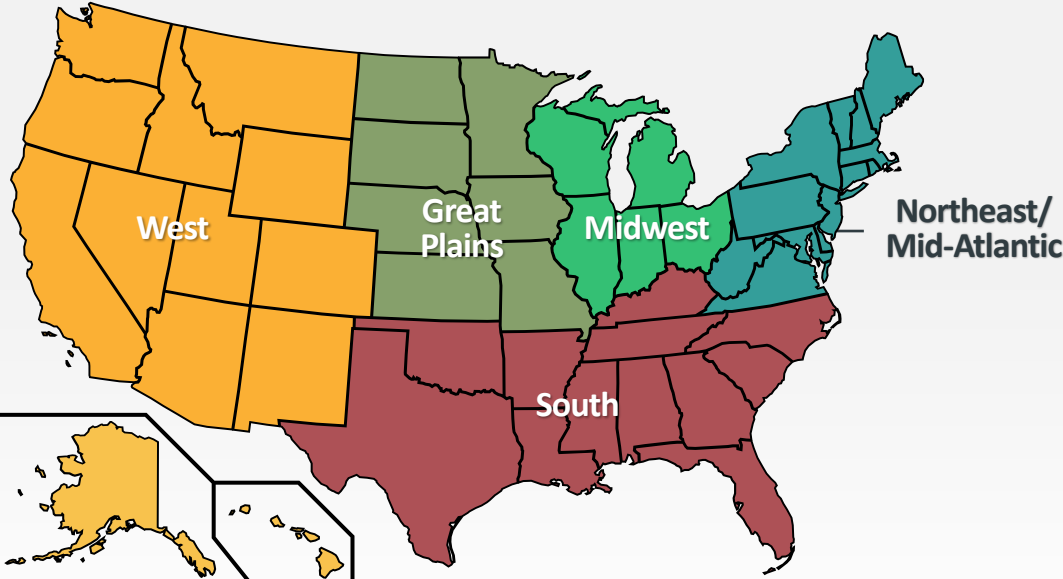 West
Great
Plains
Midwest
Northeast/
Mid-Atlantic
South